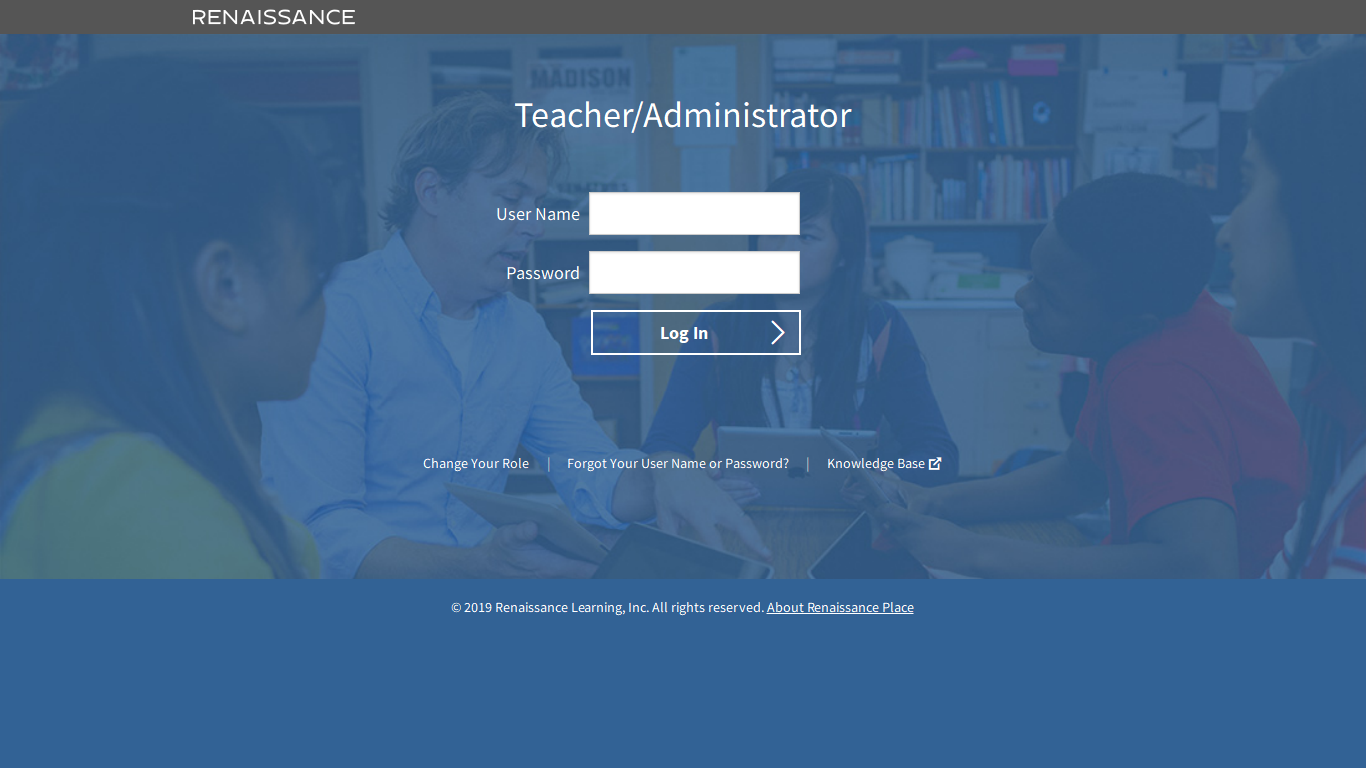 RENAISSANCE
MADISON
Teacher/Administrator
User Name
Password
Log In
Change Your Role | Forgot Your User Name or Password? | Knowledge Base
© 2019 Renaissance Learning, Inc. All rights reserved. About Renaissance Place